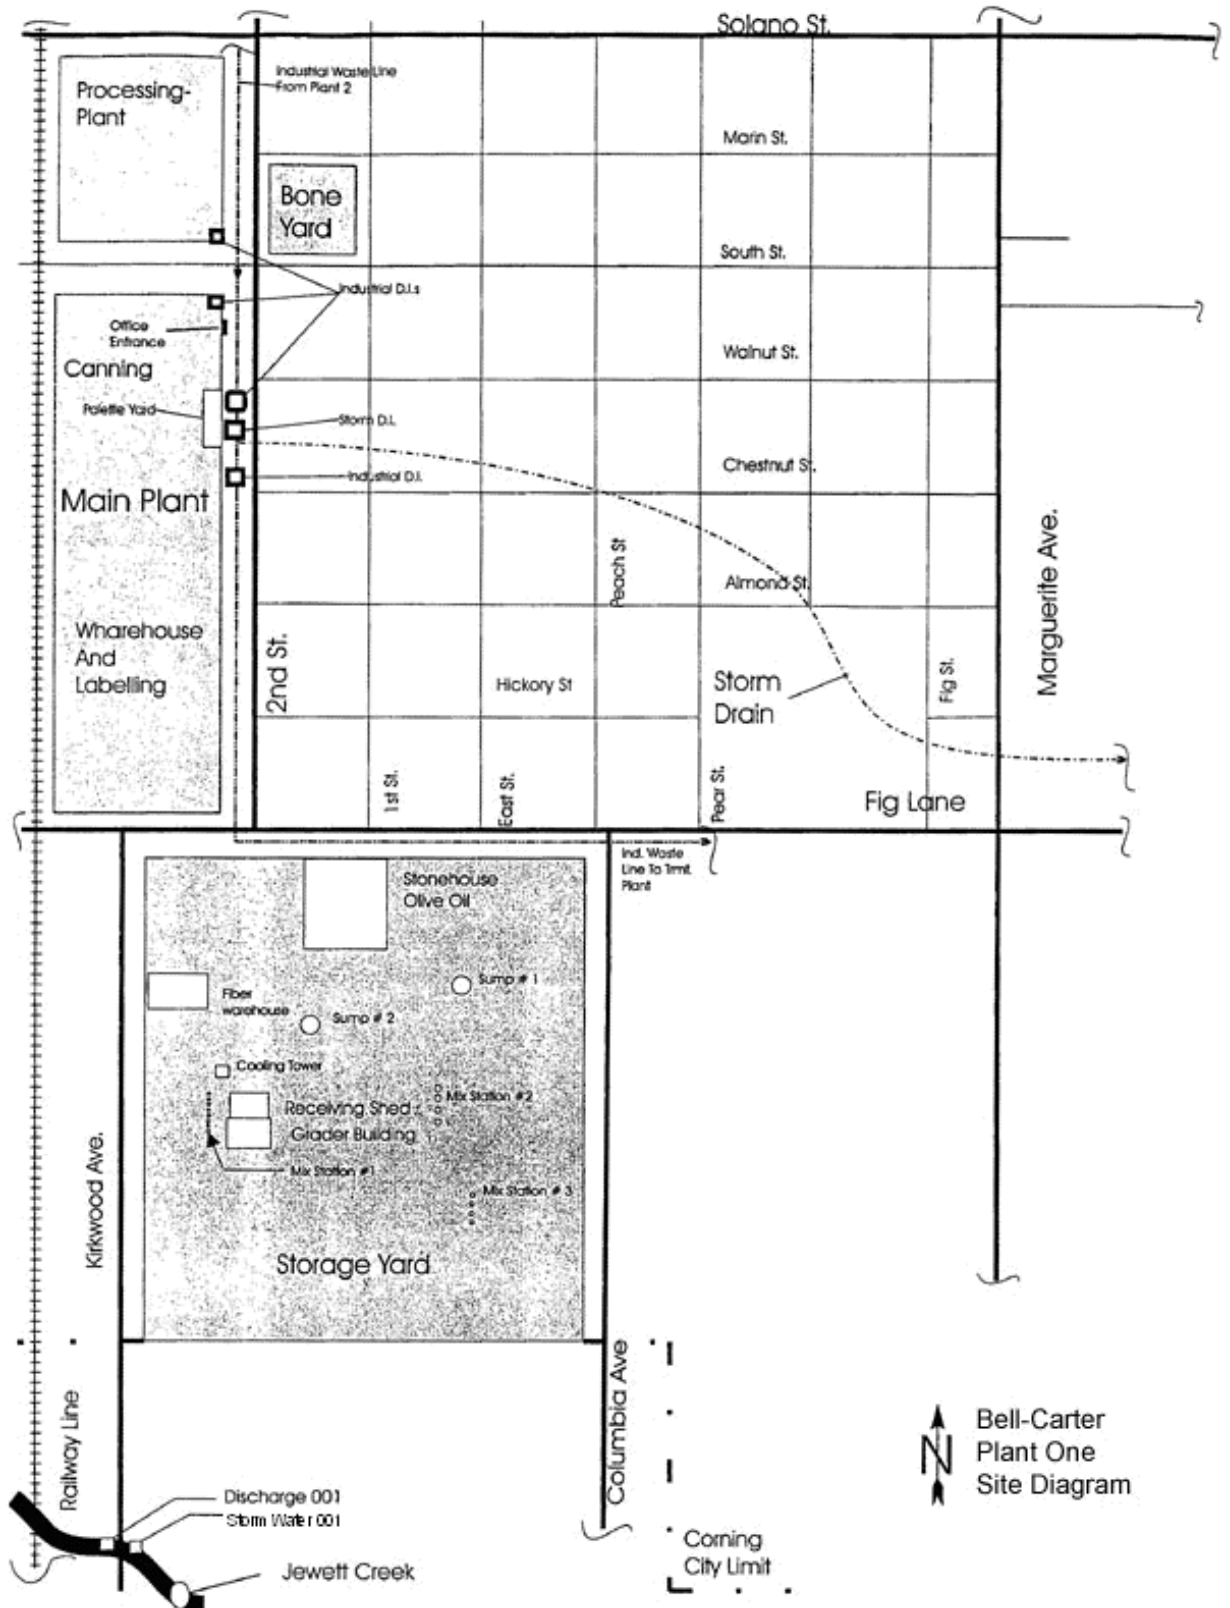 Solano St.
Industrial Waste Line
From Plant 2
Processing-
Plant
Marin St.
Bone
Yard
South St.
Industrial D.I.s
Office
Entrance
Walnut St.
Canning
Palette Yard
Storm D.I.
Chestnut St.
Industrial D.I.
Main Plant
Marguerite Ave.
Peach St
Almond St.
Wharehouse
And
Labelling
2nd St.
Hickory St
Storm
Drain
Fig St.
1st St.
East St.
Pear St.
Fig Lane
Ind. Waste
Line To Trmt.
Plant
Stonehouse
Olive Oil
Sump # 1
Fiber
warehouse
Sump # 2
Cooling Tower
Mix Station #2
Receiving Shed
Grader Building
Mix Station #1
Mix Station # 3
Kirkwood Ave.
Storage Yard
Railway Line
Columbia Ave
N
Bell-Carter
Plant One
Site Diagram
Discharge 001
Storm Water 001
Corning
City Limit
Jewett Creek